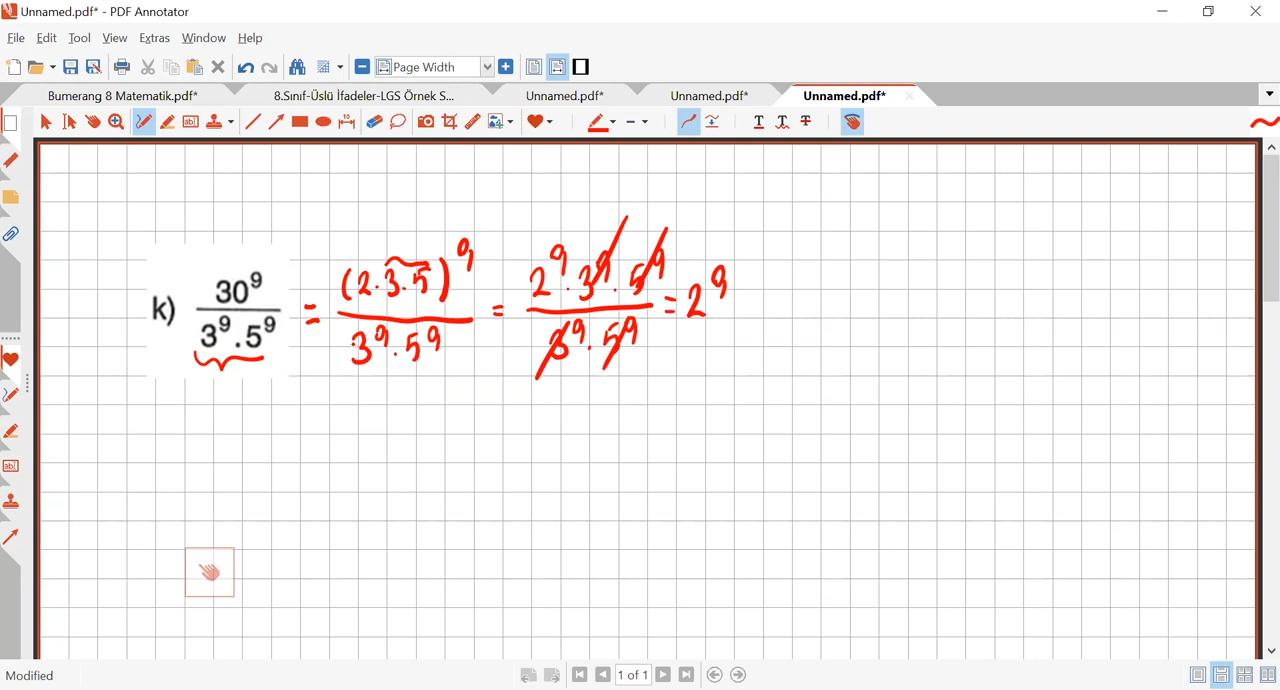 Unnamed.pdf* - PDF Annotator
File Edit Tool View Extras Window Help
Page Width
Bumerang 8 Matematik.pdf* 8.Sınıf-Üslü İfadeler-LGS Örnek S... Unnamed.pdf* Unnamed.pdf* Unnamed.pdf*
k) 30⁹ / 3⁹ . 5⁹ = (2.3.5)⁹ / 3⁹ . 5⁹ = 2⁹ . 3⁹ . 5⁹ / 3⁹ . 5⁹ = 2⁹
Modified 1 of 1